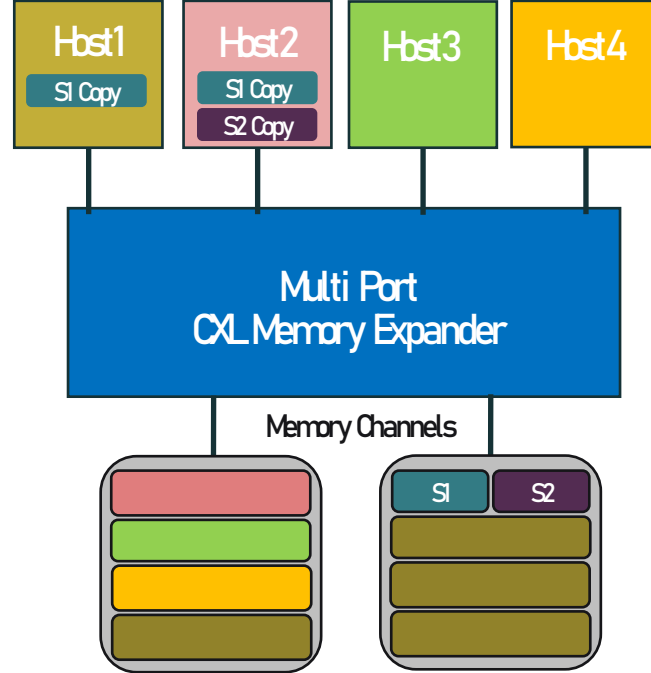 Host1
Host2
Host3
Host4
S1 Copy
S1 Copy
S2 Copy
Multi Port
CXL Memory Expander
Memory Channels
S1
S2